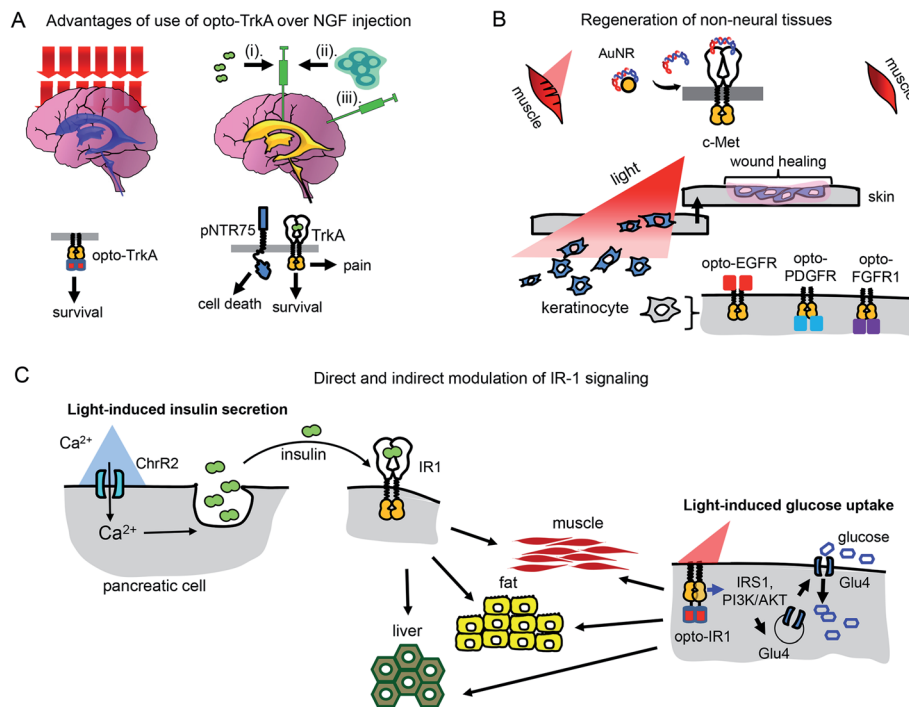 A
Advantages of use of opto-TrkA over NGF injection
(i).
(ii).
(iii).
opto-TrkA
survival
pNTR75
TrkA
pain
cell death
survival
B
Regeneration of non-neural tissues
AuNR
muscle
muscle
c-Met
light
wound healing
skin
keratinocyte
opto-EGFR
opto-
PDGFR
opto-
FGFR1
C
Direct and indirect modulation of IR-1 signaling
Light-induced insulin secretion
Ca²⁺
ChrR2
insulin
IR1
Ca²⁺
pancreatic cell
muscle
fat
liver
Light-induced glucose uptake
glucose
IRS1,
PI3K/AKT
Glu4
opto-IR1
Glu4